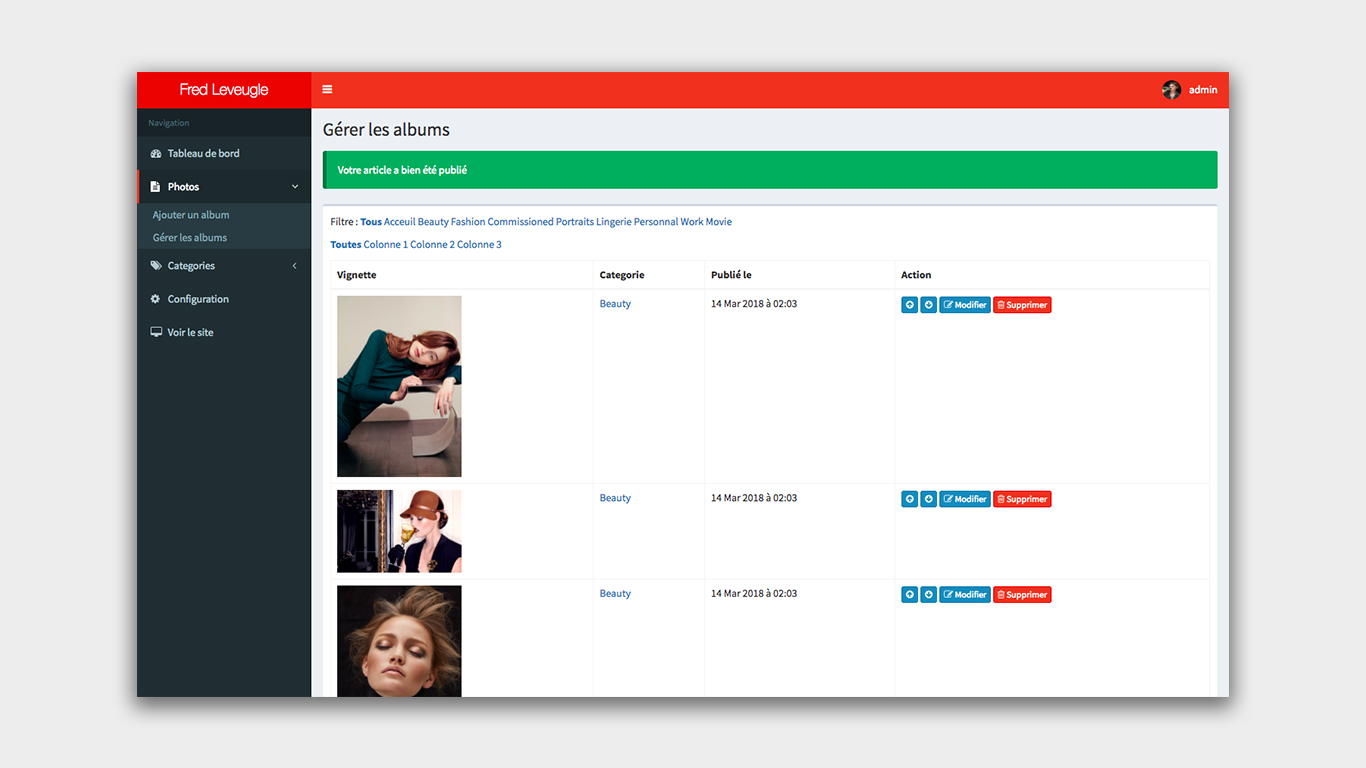 Fred Leveugle
admin
Navigation
Tableau de bord
Photos
Ajouter un album
Gérer les albums
Categories
Configuration
Voir le site
Gérer les albums
Votre article a bien été publié
Filtre : Tous Acceuil Beauty Fashion Commissioned Portraits Lingerie Personnal Work Movie
Toutes Colonne 1 Colonne 2 Colonne 3
Vignette Categorie Publié le Action
Beauty 14 Mar 2018 à 02:03 Modifier Supprimer
Beauty 14 Mar 2018 à 02:03 Modifier Supprimer
Beauty 14 Mar 2018 à 02:03 Modifier Supprimer